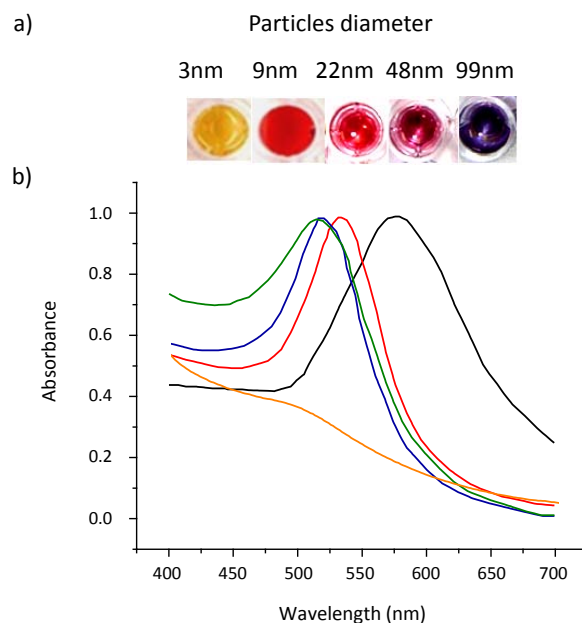 a) Particles diameter
3nm 9nm 22nm 48nm 99nm
b)
1.0
0.8
0.6
0.4
0.2
0.0
Absorbance
400 450 500 550 600 650 700
Wavelength (nm)